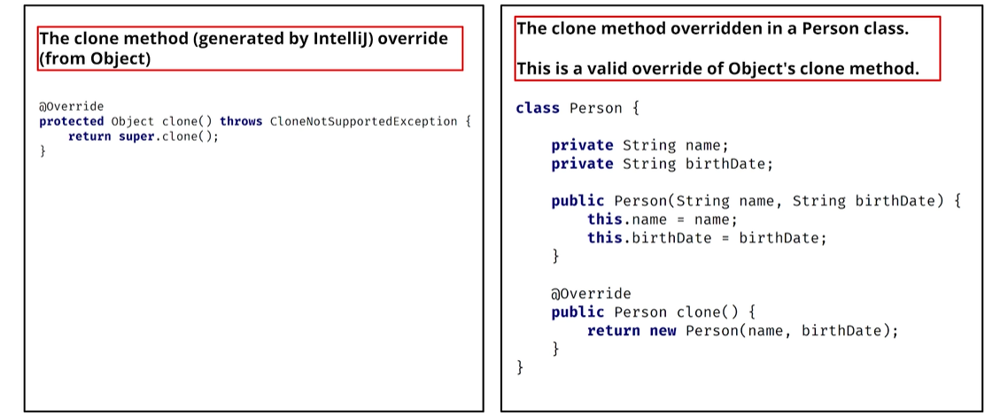 The clone method (generated by IntelliJ) override
(from Object)
@Override
protected Object clone() throws CloneNotSupportedException {
    return super.clone();
}
The clone method overridden in a Person class.
This is a valid override of Object's clone method.
class Person {
    private String name;
    private String birthDate;
    public Person(String name, String birthDate) {
        this.name = name;
        this.birthDate = birthDate;
    }
    @Override
    public Person clone() {
        return new Person(name, birthDate);
    }
}